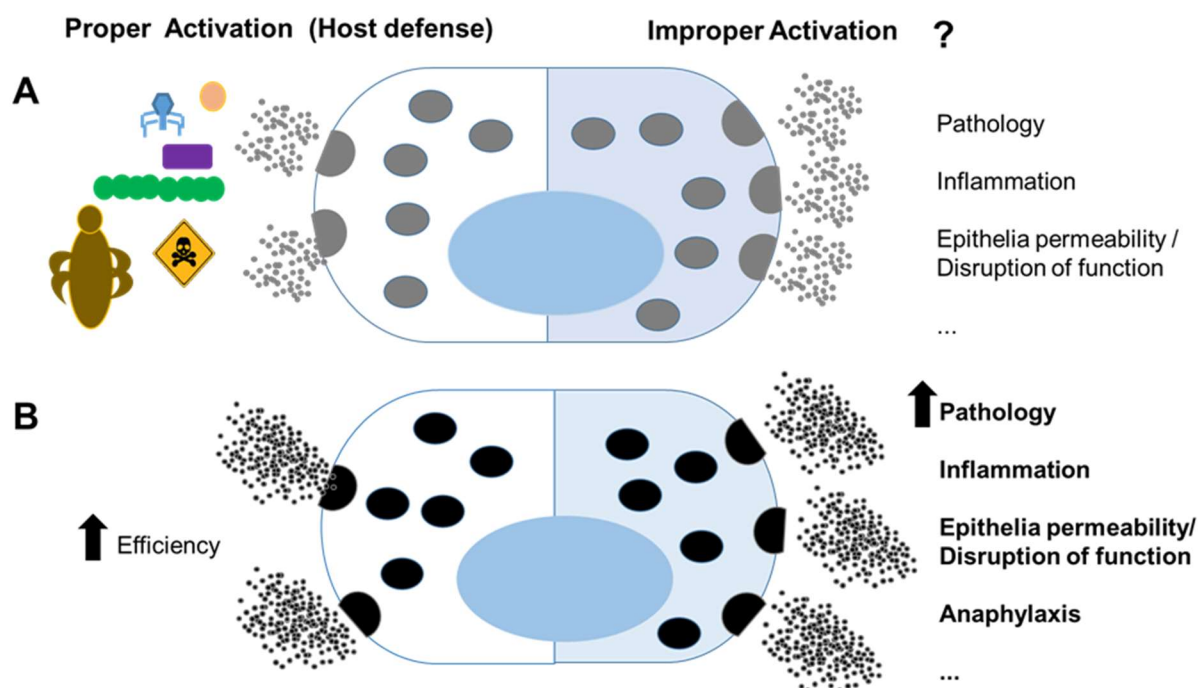 Proper Activation (Host defense)
Improper Activation ?
A
Pathology
Inflammation
Epithelia permeability /
Disruption of function
...
B
Efficiency
Pathology
Inflammation
Epithelia permeability/
Disruption of function
Anaphylaxis
...